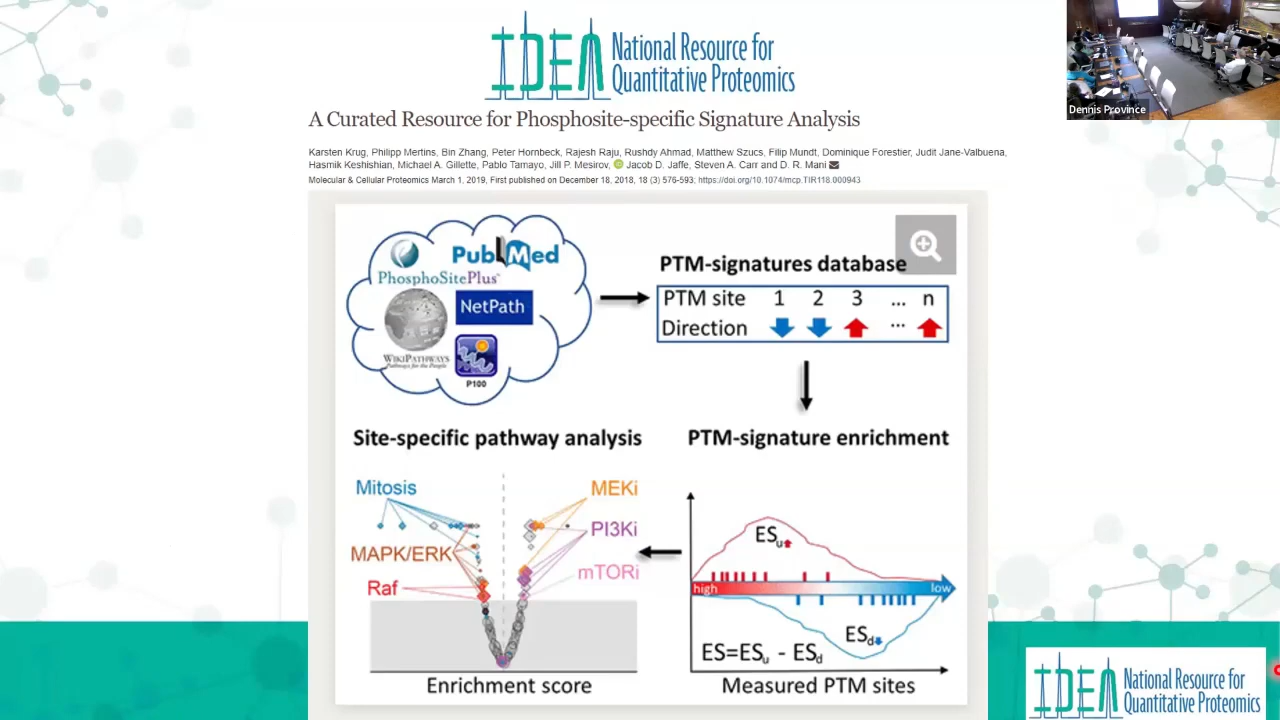 IDEA National Resource for
Quantitative Proteomics
Dennis Province
A Curated Resource for Phosphosite-specific Signature Analysis
Karsten Krug, Philipp Mertins, Bin Zhang, Peter Hornbeck, Rajesh Raju, Rushdy Ahmad, Matthew Szucs, Filip Mundt, Dominique Forestier, Judit Jane-Valbuena,
Hasmik Keshishian, Michael A. Gillette, Pablo Tamayo, Jill P. Mesirov, Jacob D. Jaffe, Steven A. Carr and D. R. Mani
Molecular & Cellular Proteomics March 1, 2019, First published on December 18, 2018, 18 (3) 576-593; https://doi.org/10.1074/mcp.TIR118.000943
PubMed
PhosphoSitePlus
NetPath
WIKIPATHWAYS
Pathways for the People
P100
PTM-signatures database
PTM site 1 2 3 ... n
Direction ...
Site-specific pathway analysis
PTM-signature enrichment
Mitosis
MEKi
PI3Ki
MAPK/ERK
mTORi
Raf
Enrichment score
ESu
high
low
ESd
ES=ESu - ESd
Measured PTM sites
IDEA National Resource for
Quantitative Proteomics